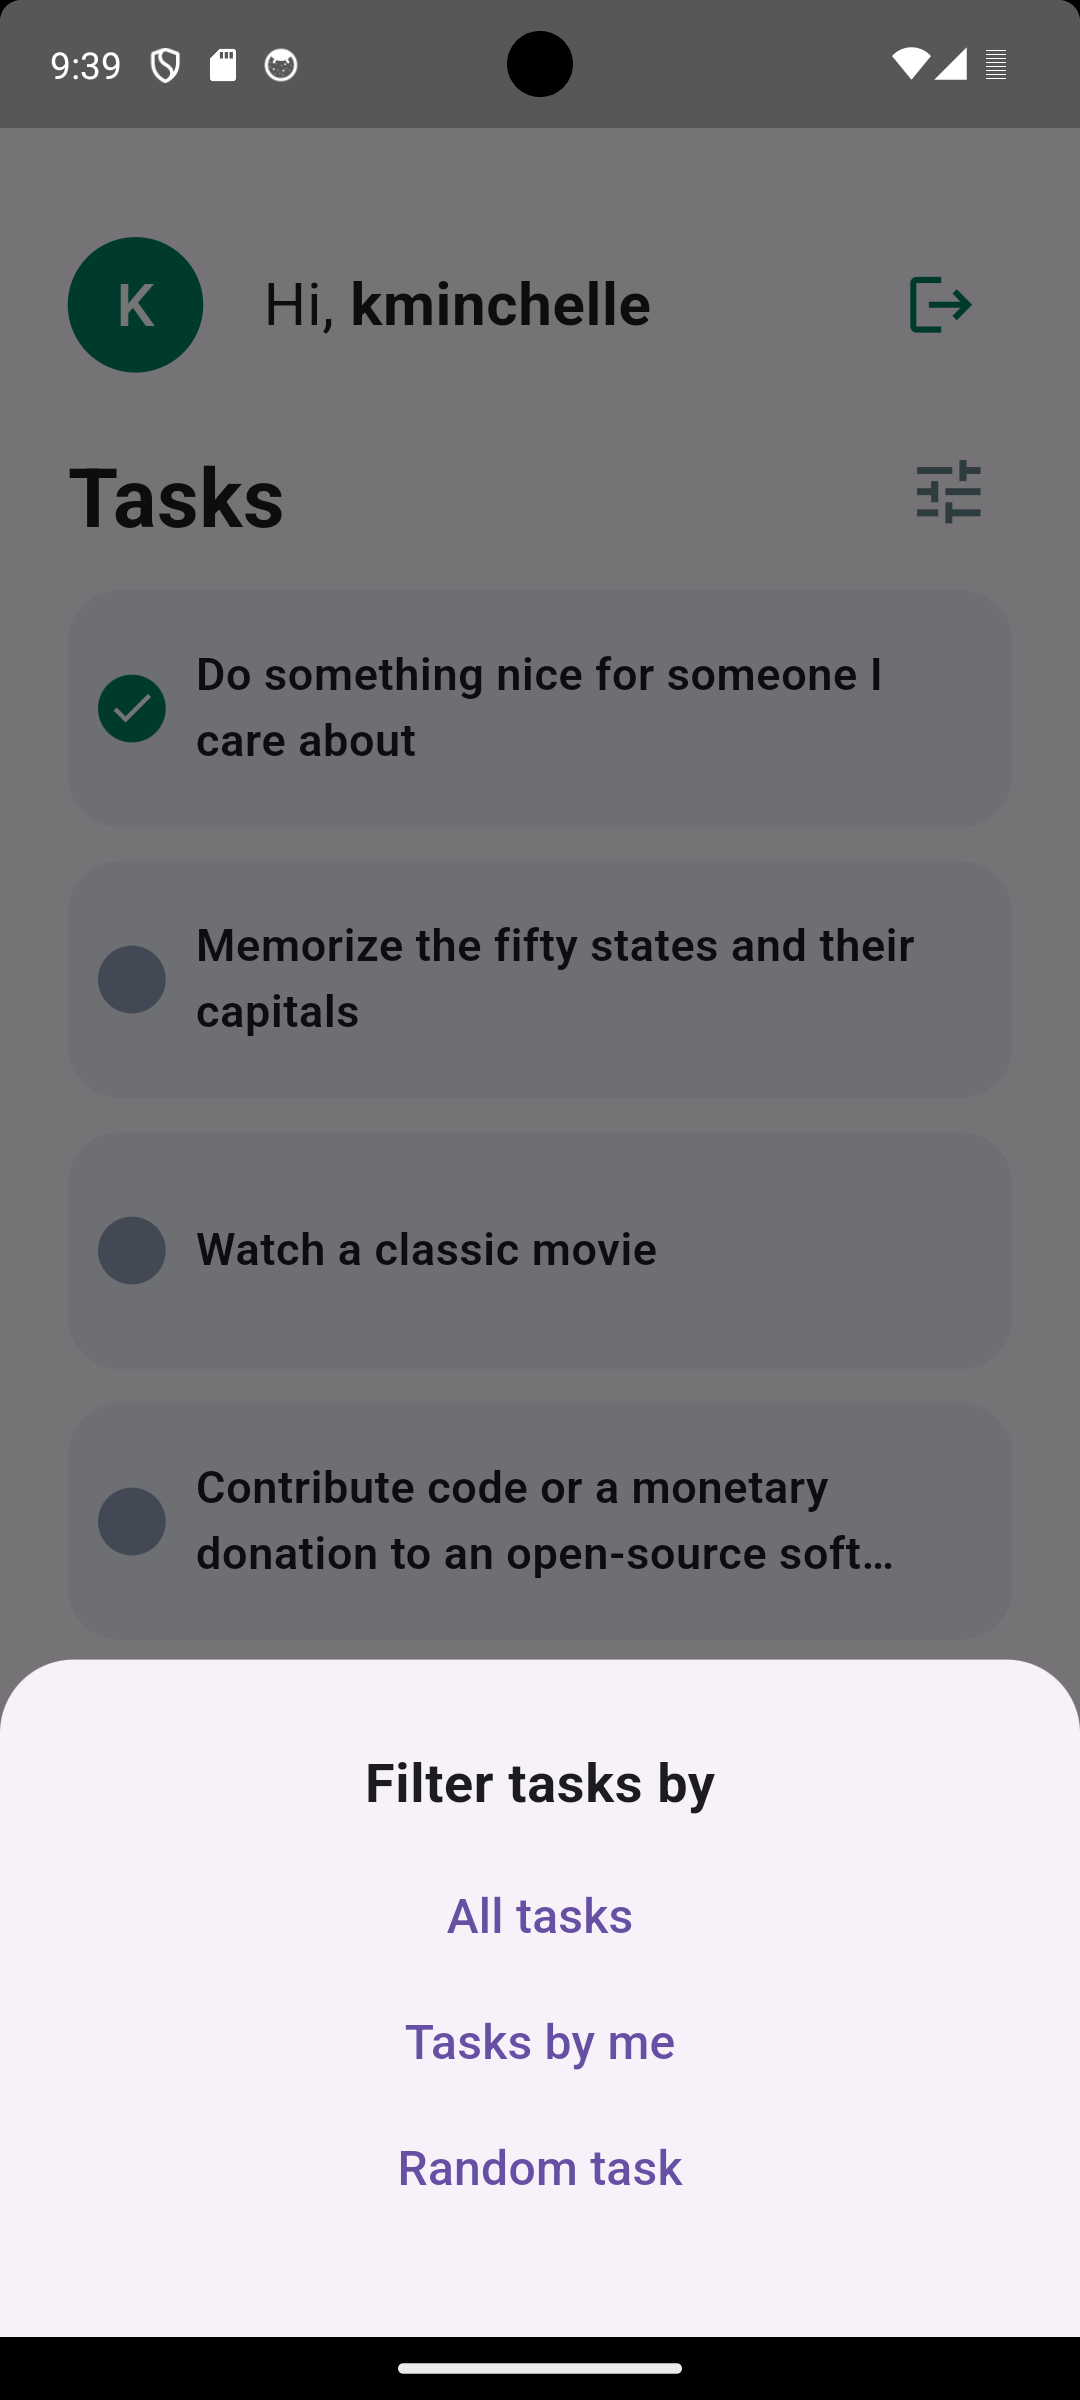 9:39
K
Hi, kminchelle
Tasks
Do something nice for someone I
care about
Memorize the fifty states and their
capitals
Watch a classic movie
Contribute code or a monetary
donation to an open-source soft…
Filter tasks by
All tasks
Tasks by me
Random task